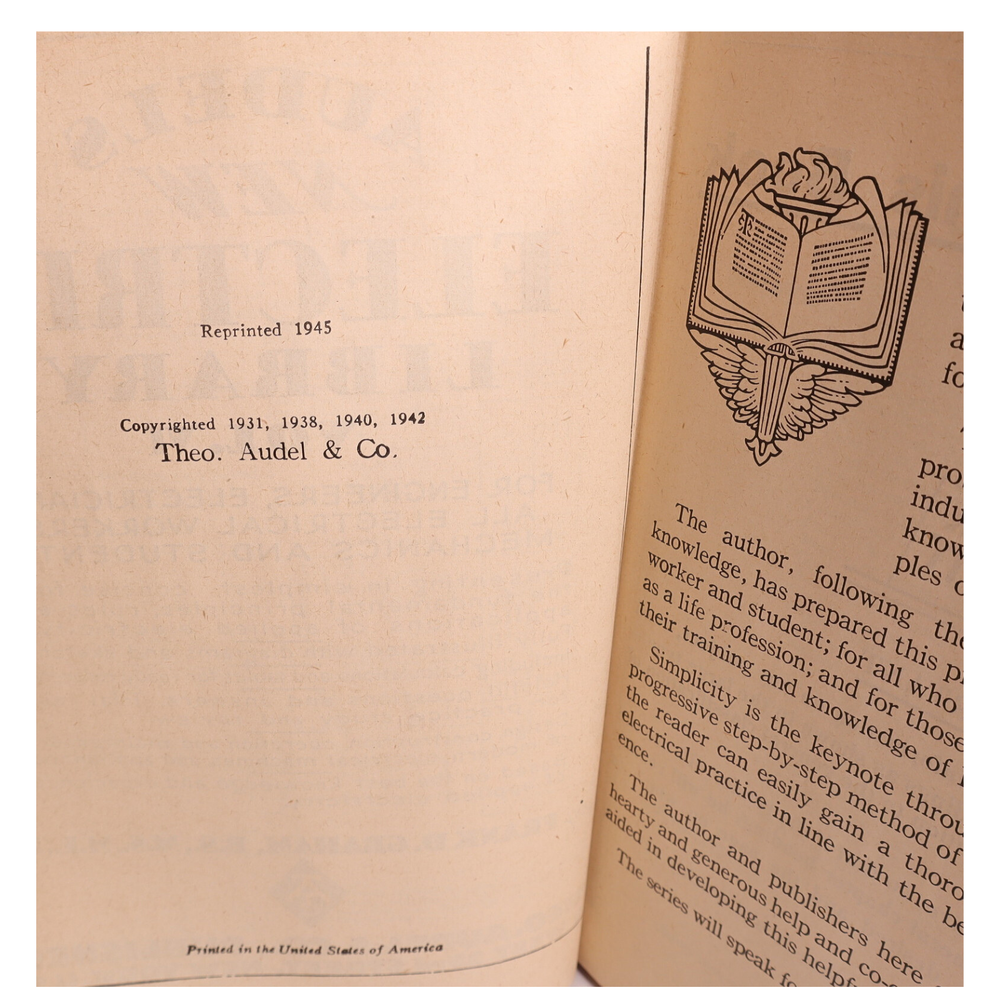 Reprinted 1945
Copyrighted 1931, 1938, 1940, 1942
Theo. Audel & Co.
Printed in the United States of America
pro
indu
know
ples
The author, following the
knowledge, has prepared this
worker and student; for all who
as a life profession; and for those
their training and knowledge of
Simplicity is the keynote throu
progressive step-by-step method of
the reader can easily gain a thoro
electrical practice in line with the be
ence.
The author and publishers here
hearty and generous help and co-
aided in developing this helpf
The series will speak fo